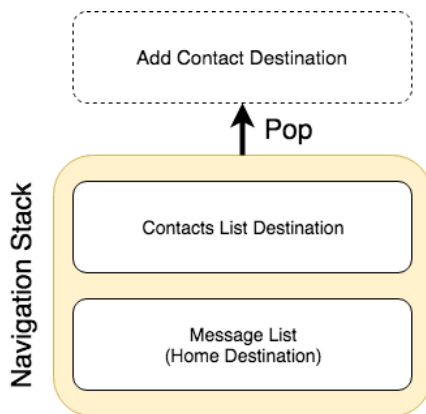 Add Contact Destination
Pop
Navigation Stack
Contacts List Destination
Message List
(Home Destination)